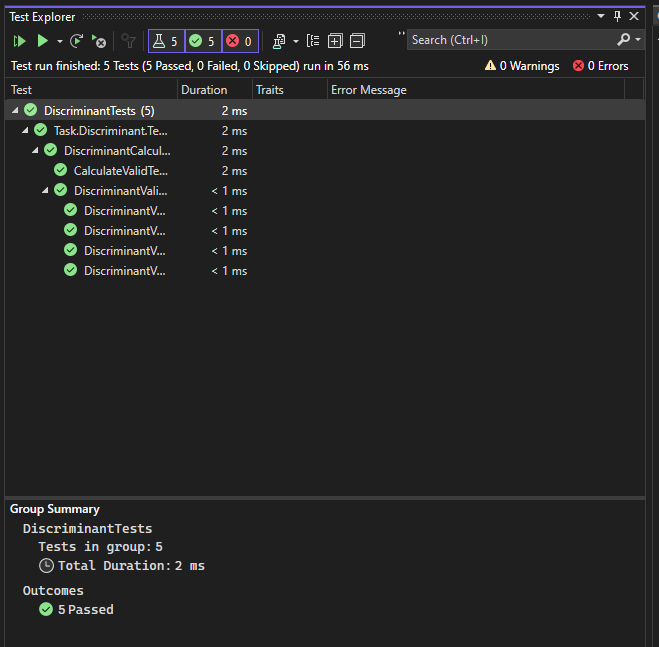 Test Explorer
5 5 0 " Search (Ctrl+I)
Test run finished: 5 Tests (5 Passed, 0 Failed, 0 Skipped) run in 56 ms 0 Warnings 0 Errors
Test Duration Traits Error Message
DiscriminantTests (5) 2 ms
Task.Discriminant.Te... 2 ms
DiscriminantCalcul... 2 ms
CalculateValidTe... 2 ms
DiscriminantVali... < 1 ms
DiscriminantV... < 1 ms
DiscriminantV... < 1 ms
DiscriminantV... < 1 ms
DiscriminantV... < 1 ms
Group Summary
DiscriminantTests
Tests in group: 5
Total Duration: 2 ms
Outcomes
5 Passed